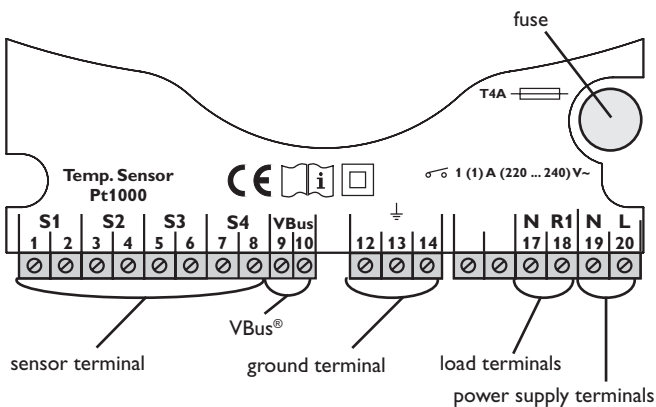 fuse
T4A
Temp. Sensor
Pt1000
CE i 1 (1) A (220 ... 240) V~
S1 S2 S3 S4 VBus N R1 N L
1 2 3 4 5 6 7 8 9 10 12 13 14 17 18 19 20
VBus®
sensor terminal ground terminal load terminals
power supply terminals